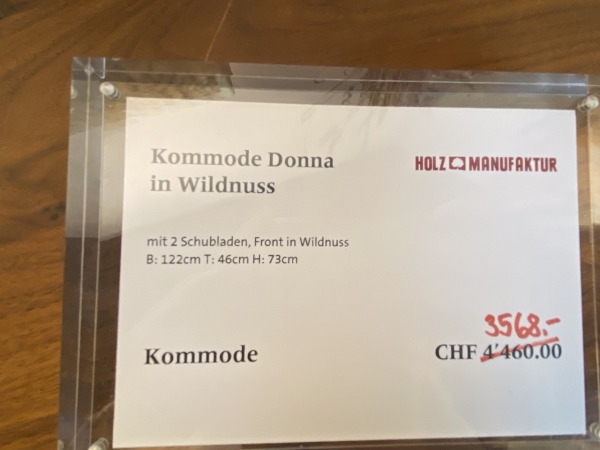 Kommode Donna
in Wildnuss
HOLZ MANUFAKTUR
mit 2 Schubladen, Front in Wildnuss
B: 122cm T: 46cm H: 73cm
3568.-
Kommode
CHF 4'460.00